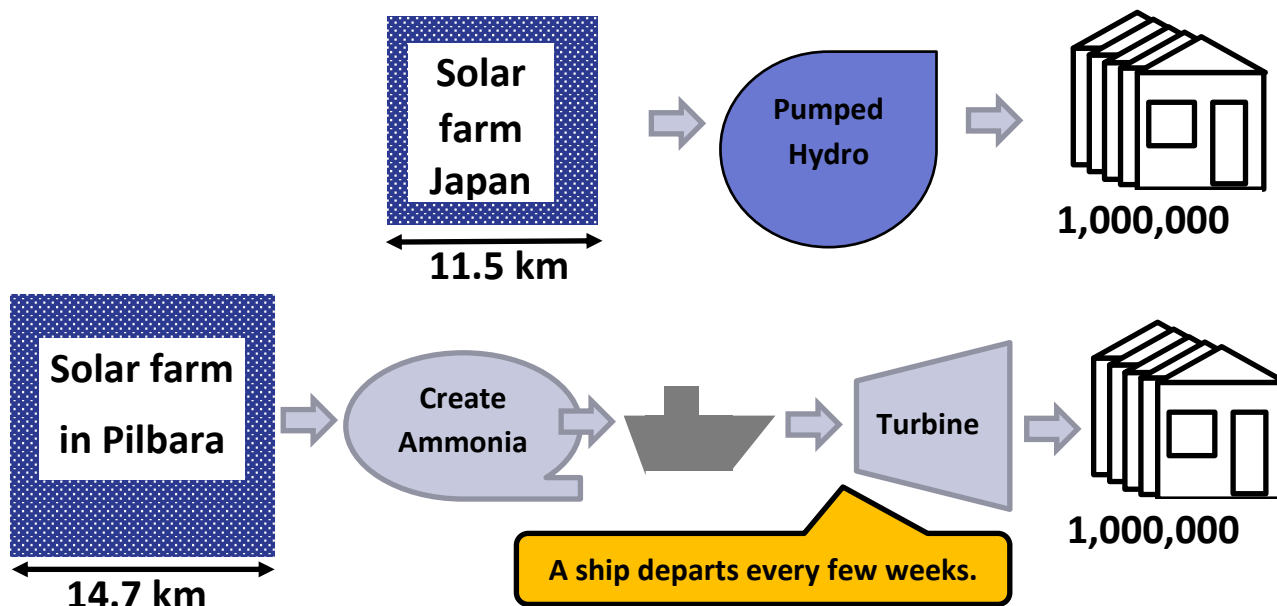 Solar
farm
Japan
Pumped
Hydro
1,000,000
11.5 km
Solar farm
in Pilbara
Create
Ammonia
Turbine
1,000,000
A ship departs every few weeks.
14.7 km